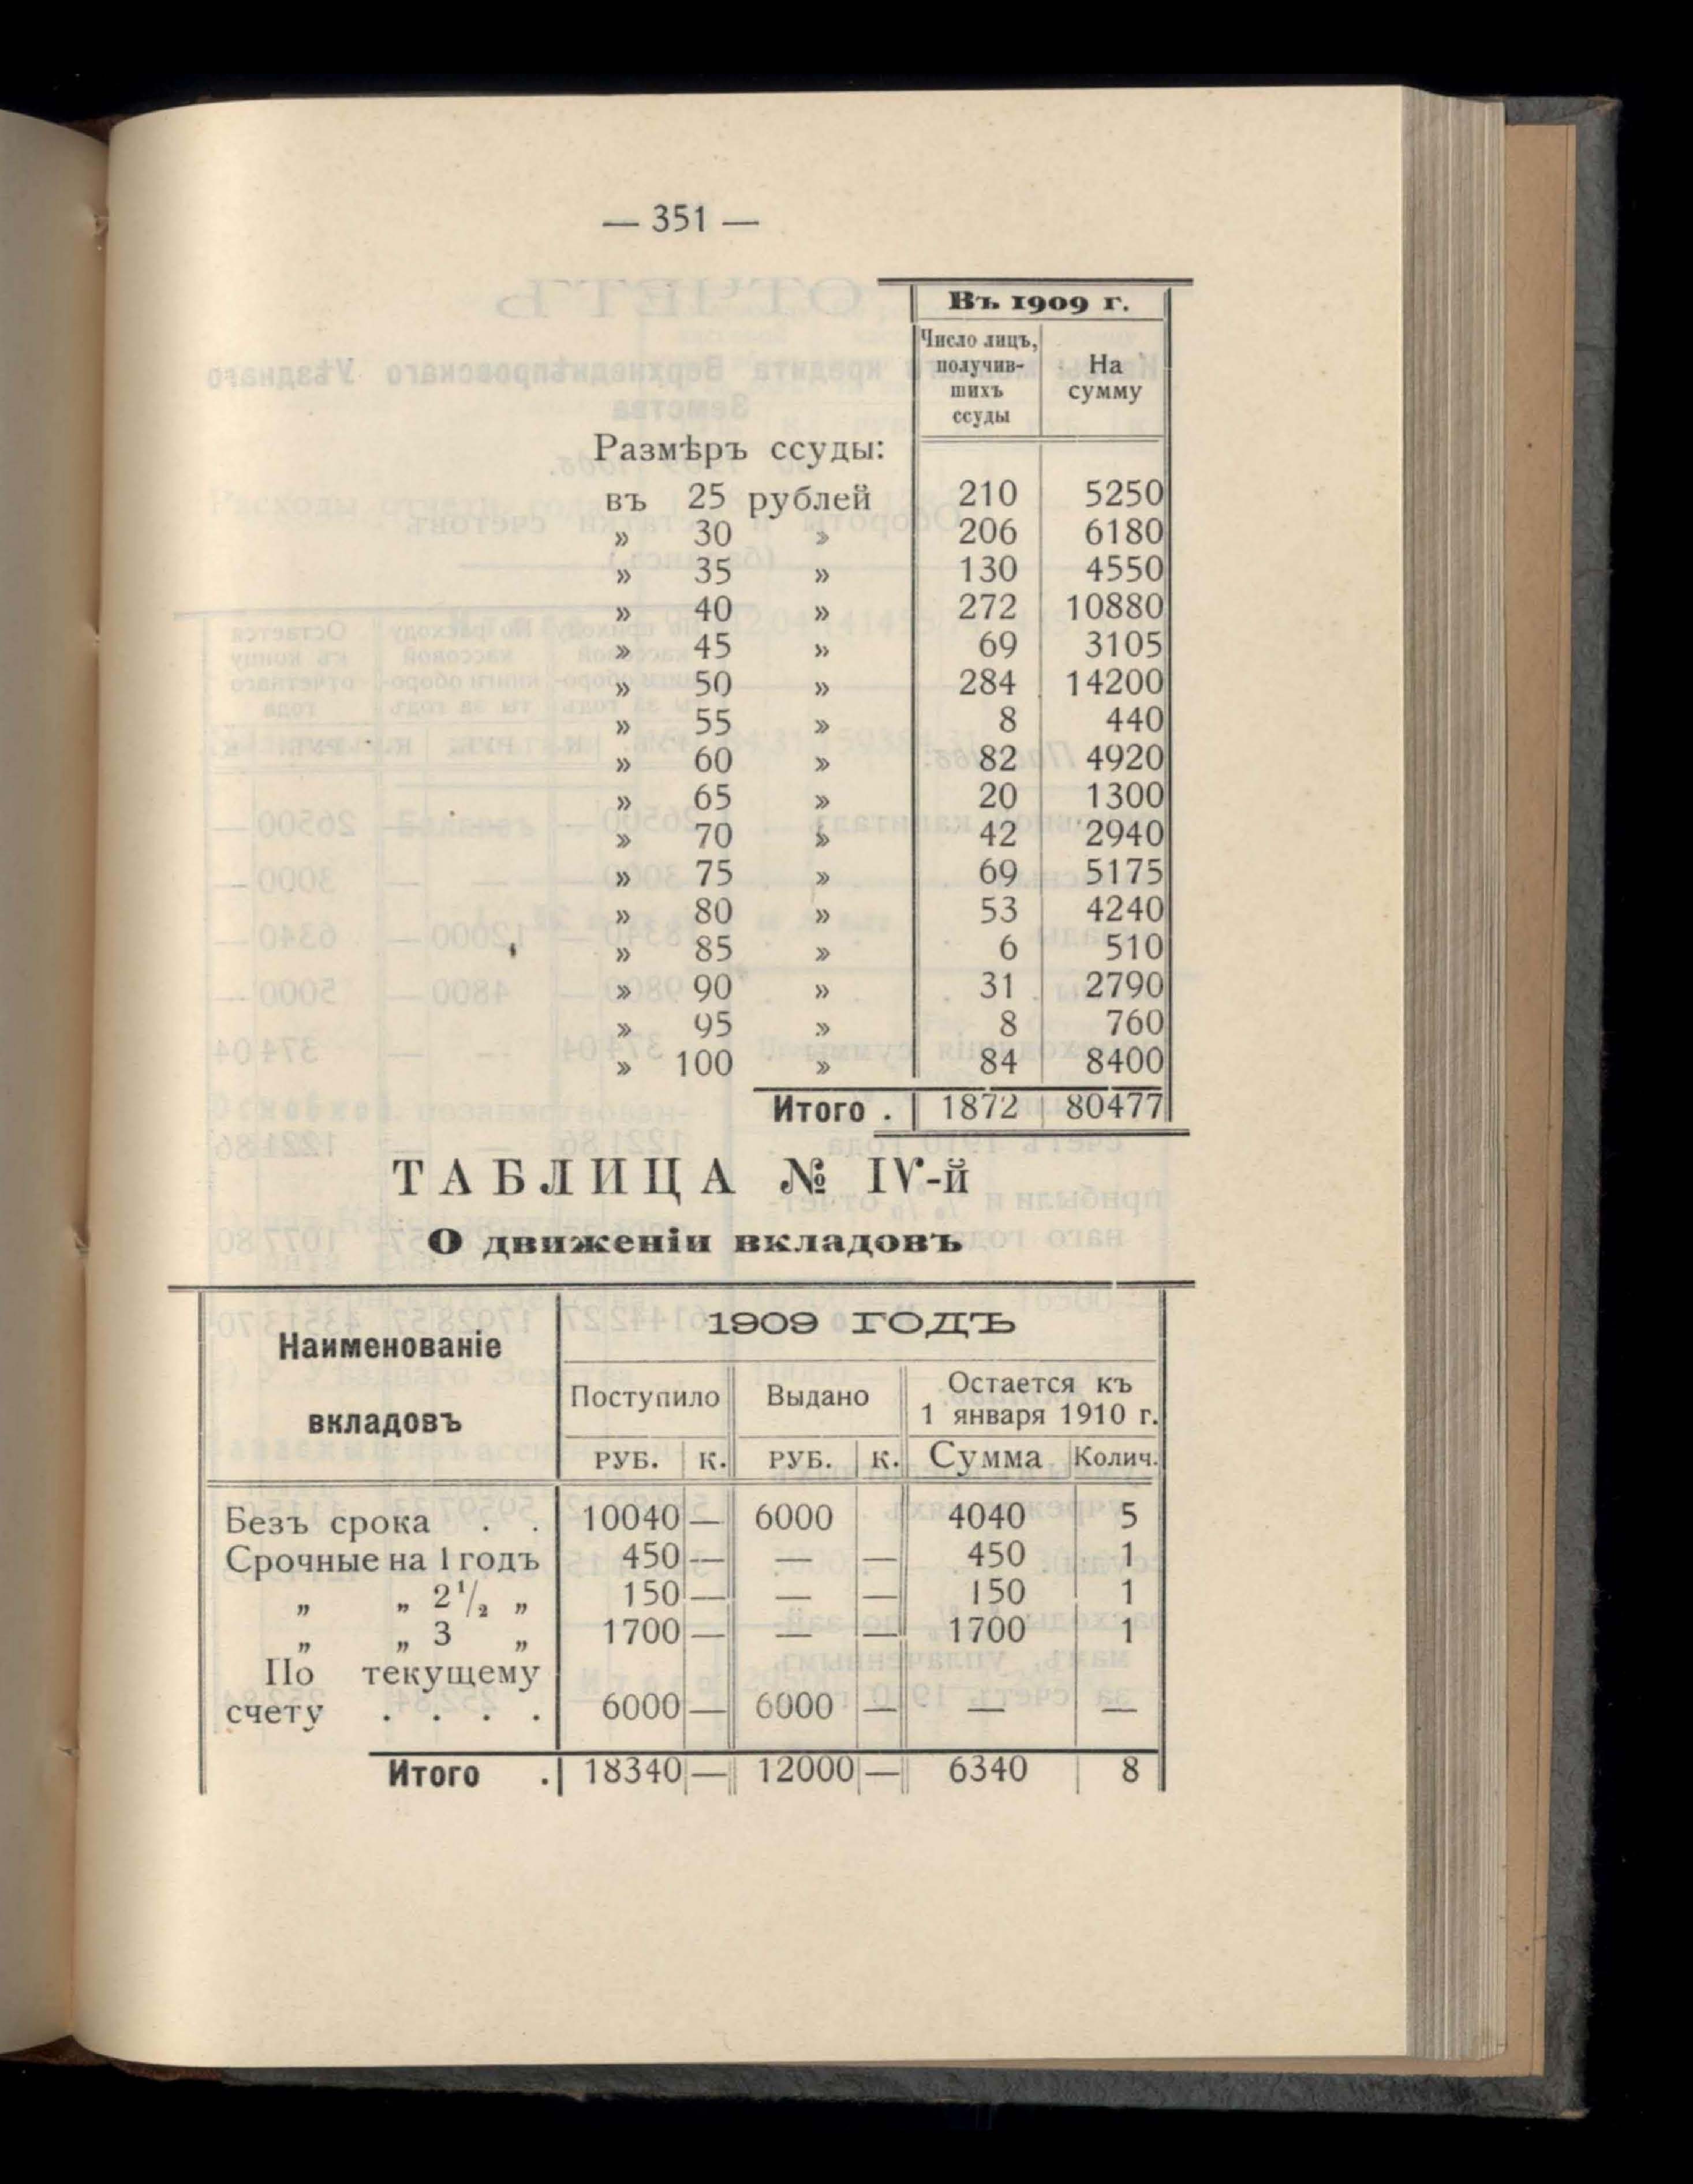 — 351 —
Въ 1909 г.
Число лицъ, получив-шихъ ссуды | На сумму
Размѣръ ссуды:
въ 25 рублей 210 5250
» 30 » 206 6180
» 35 » 130 4550
» 40 » 272 10880
» 45 » 69 3105
» 50 » 284 14200
» 55 » 8 440
» 60 » 82 4920
» 65 » 20 1300
» 70 » 42 2940
» 75 » 69 5175
» 80 » 53 4240
» 85 » 6 510
» 90 » 31 2790
» 95 » 8 760
» 100 » 84 8400
Итого . 1872 80477
ТАБЛИЦА № IV-й
О движеніи вкладовъ
Наименованіе вкладовъ
1909 ГОДЪ
Поступило | Выдано | Остается къ 1 января 1910 г.
РУБ. | К. | РУБ. | К. | Сумма | Колич.
Безъ срока . . 10040 — 6000 4040 5
Срочные на 1 годъ 450 — — — 450 1
„ „ 2½ „ 150 — — — 150 1
„ „ 3 „ 1700 — — — 1700 1
По текущему
счету . . . . 6000 — 6000 — — —
Итого . 18340 — 12000 — 6340 8